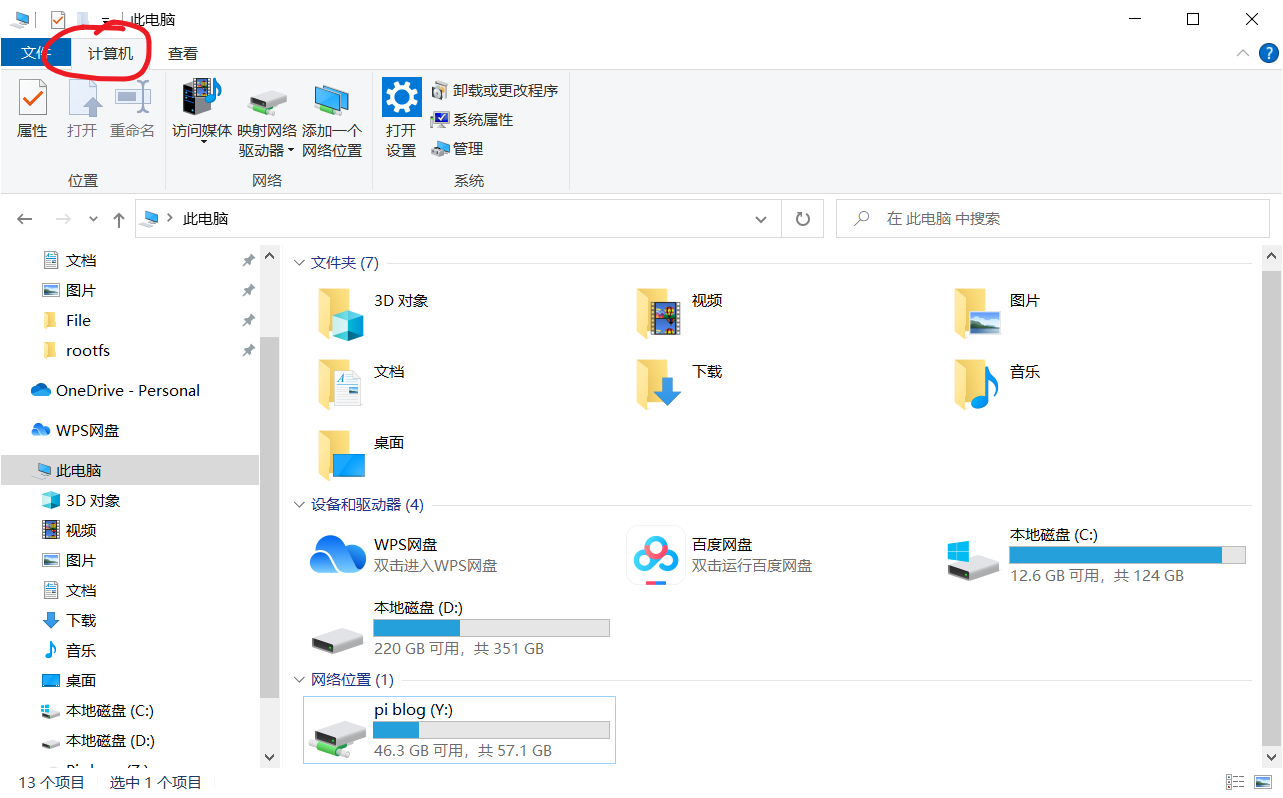 此电脑
文件 计算机 查看
属性 打开 重命名 访问媒体 映射网络驱动器 添加一个网络位置 打开设置 卸载或更改程序
系统属性
管理
位置 网络 系统
此电脑 在 此电脑 中搜索
文档
图片
File
rootfs
OneDrive - Personal
WPS网盘
此电脑
3D 对象
视频
图片
文档
下载
音乐
桌面
本地磁盘 (C:)
本地磁盘 (D:)
文件夹 (7)
3D 对象 视频 图片
文档 下载 音乐
桌面
设备和驱动器 (4)
WPS网盘
双击进入WPS网盘
百度网盘
双击运行百度网盘
本地磁盘 (C:)
12.6 GB 可用，共 124 GB
本地磁盘 (D:)
220 GB 可用，共 351 GB
网络位置 (1)
pi blog (Y:)
46.3 GB 可用，共 57.1 GB
13 个项目 选中 1 个项目